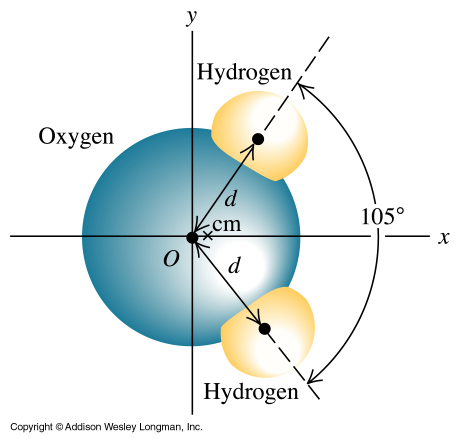 y
Hydrogen
Oxygen
d
105°
cm
x
O
d
Hydrogen
Copyright © Addison Wesley Longman, Inc.